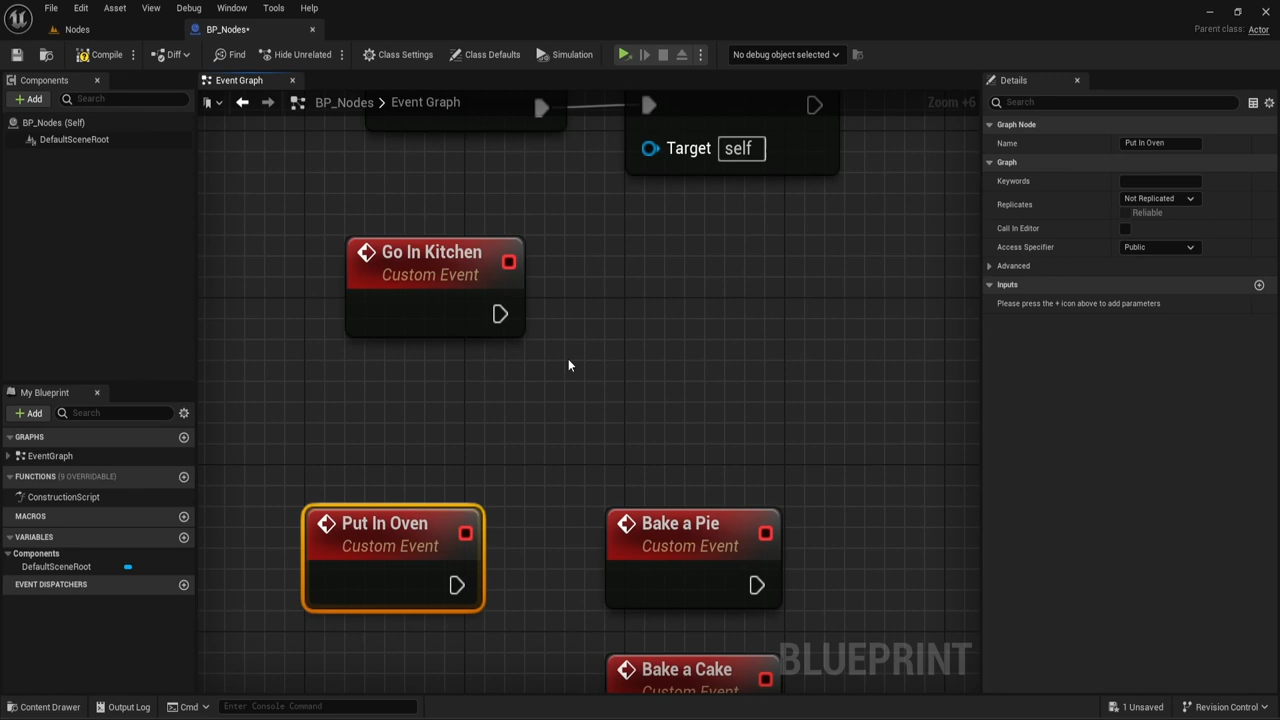 File Edit Asset View Debug Window Tools Help
Nodes
BP_Nodes*
Parent class: Actor
Compile
Diff
Find
Hide Unrelated
Class Settings
Class Defaults
Simulation
No debug object selected
Components
Event Graph
Details
Add
Search
BP_Nodes > Event Graph
Zoom +6
Search
BP_Nodes (Self)
DefaultSceneRoot
Graph Node
Name
Put In Oven
Graph
Keywords
Replicates
Not Replicated
Reliable
Call In Editor
Access Specifier
Public
Advanced
Inputs
Please press the + icon above to add parameters
Target self
Go In Kitchen
Custom Event
Put In Oven
Custom Event
Bake a Pie
Custom Event
Bake a Cake
Custom Event
BLUEPRINT
My Blueprint
Add
Search
GRAPHS
EventGraph
FUNCTIONS (9 OVERRIDABLE)
ConstructionScript
MACROS
VARIABLES
Components
DefaultSceneRoot
EVENT DISPATCHERS
Content Drawer
Output Log
Cmd
Enter Console Command
1 Unsaved
Revision Control